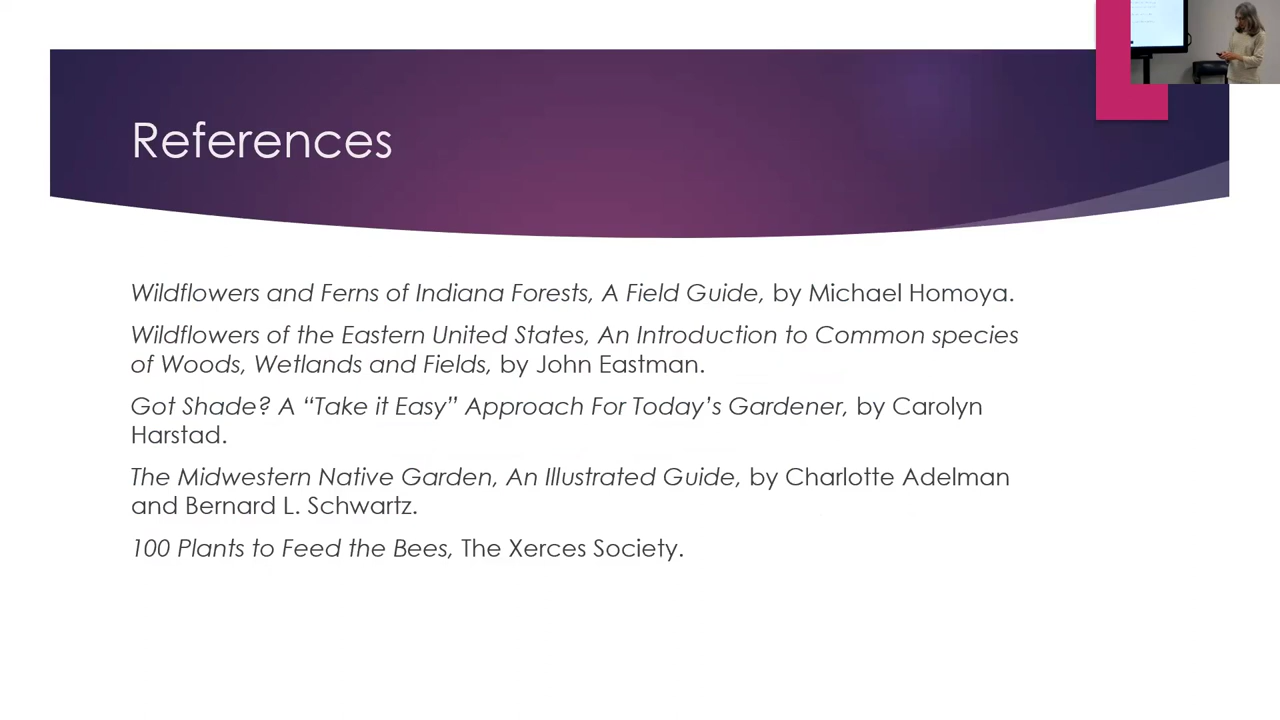 References
Wildflowers and Ferns of Indiana Forests, A Field Guide, by Michael Homoya.
Wildflowers of the Eastern United States, An Introduction to Common species
of Woods, Wetlands and Fields, by John Eastman.
Got Shade? A “Take it Easy” Approach For Today’s Gardener, by Carolyn
Harstad.
The Midwestern Native Garden, An Illustrated Guide, by Charlotte Adelman
and Bernard L. Schwartz.
100 Plants to Feed the Bees, The Xerces Society.